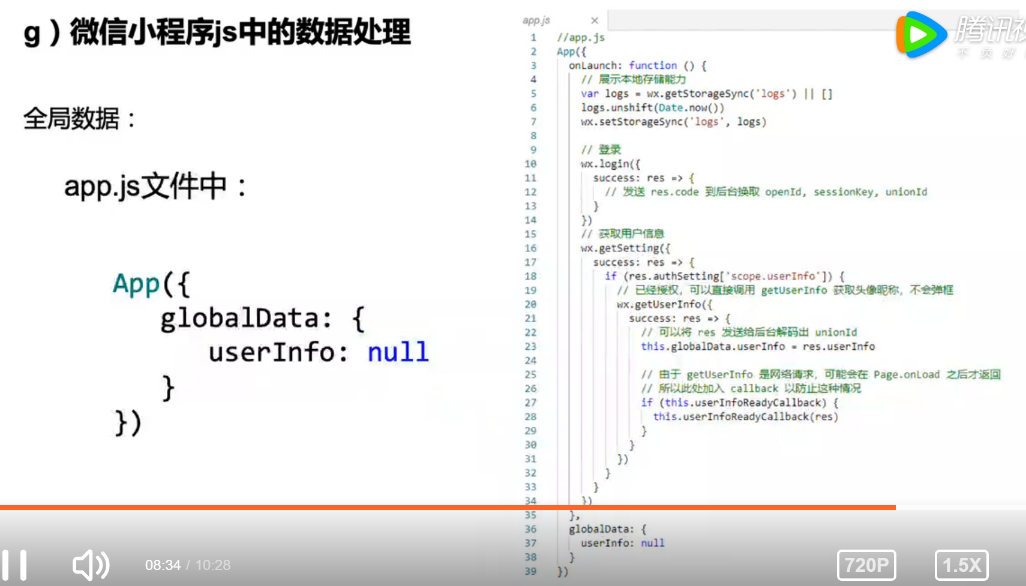 g）微信小程序js中的数据处理
全局数据：
app.js文件中：
App({
globalData: {
userInfo: null
}
})
app.js ×
1 //app.js
2 App({
3 onLaunch: function () {
4 // 展示本地存储能力
5 var logs = wx.getStorageSync('logs') || []
6 logs.unshift(Date.now())
7 wx.setStorageSync('logs', logs)
8
9 // 登录
10 wx.login({
11 success: res => {
12 // 发送 res.code 到后台换取 openId, sessionKey, unionId
13 }
14 })
15 // 获取用户信息
16 wx.getSetting({
17 success: res => {
18 if (res.authSetting['scope.userInfo']) {
19 // 已经授权，可以直接调用 getUserInfo 获取头像昵称，不会弹框
20 wx.getUserInfo({
21 success: res => {
22 // 可以将 res 发送给后台解码出 unionId
23 this.globalData.userInfo = res.userInfo
24
25 // 由于 getUserInfo 是网络请求，可能会在 Page.onLoad 之后才返回
26 // 所以此处加入 callback 以防止这种情况
27 if (this.userInfoReadyCallback) {
28 this.userInfoReadyCallback(res)
29 }
30 }
31 })
32 }
33 }
34 })
35 },
36 globalData: {
37 userInfo: null
38 }
39 })
腾讯视
不负好
08:34 / 10:28
720P
1.5X